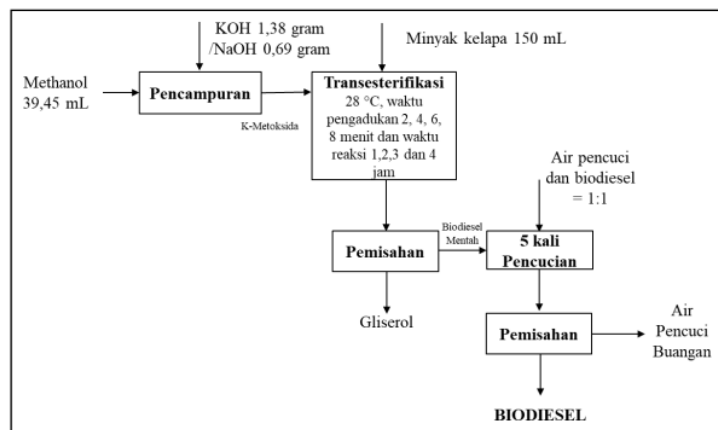 KOH 1,38 gram
/NaOH 0,69 gram
Minyak kelapa 150 mL
Methanol
39,45 mL
Pencampuran
K-Metoksida
Transesterifikasi
28 °C, waktu
pengadukan 2, 4, 6,
8 menit dan waktu
reaksi 1,2,3 dan 4
jam
Air pencuci
dan biodiesel
= 1:1
Pemisahan
Biodiesel
Mentah
5 kali
Pencucian
Gliserol
Pemisahan
Air
Pencuci
Buangan
BIODIESEL